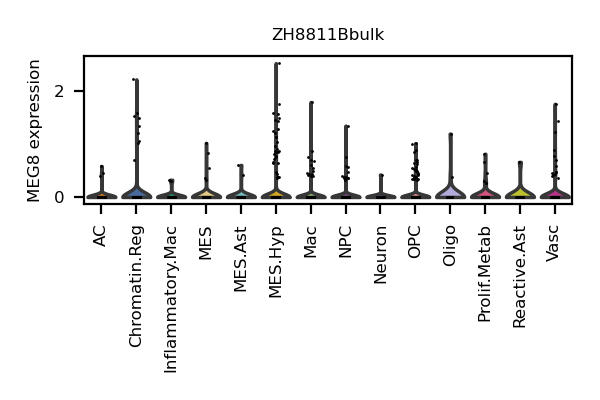 ZH8811Bbulk
MEG8 expression
2
0
AC
Chromatin.Reg
Inflammatory.Mac
MES
MES.Ast
MES.Hyp
Mac
NPC
Neuron
OPC
Oligo
Prolif.Metab
Reactive.Ast
Vasc